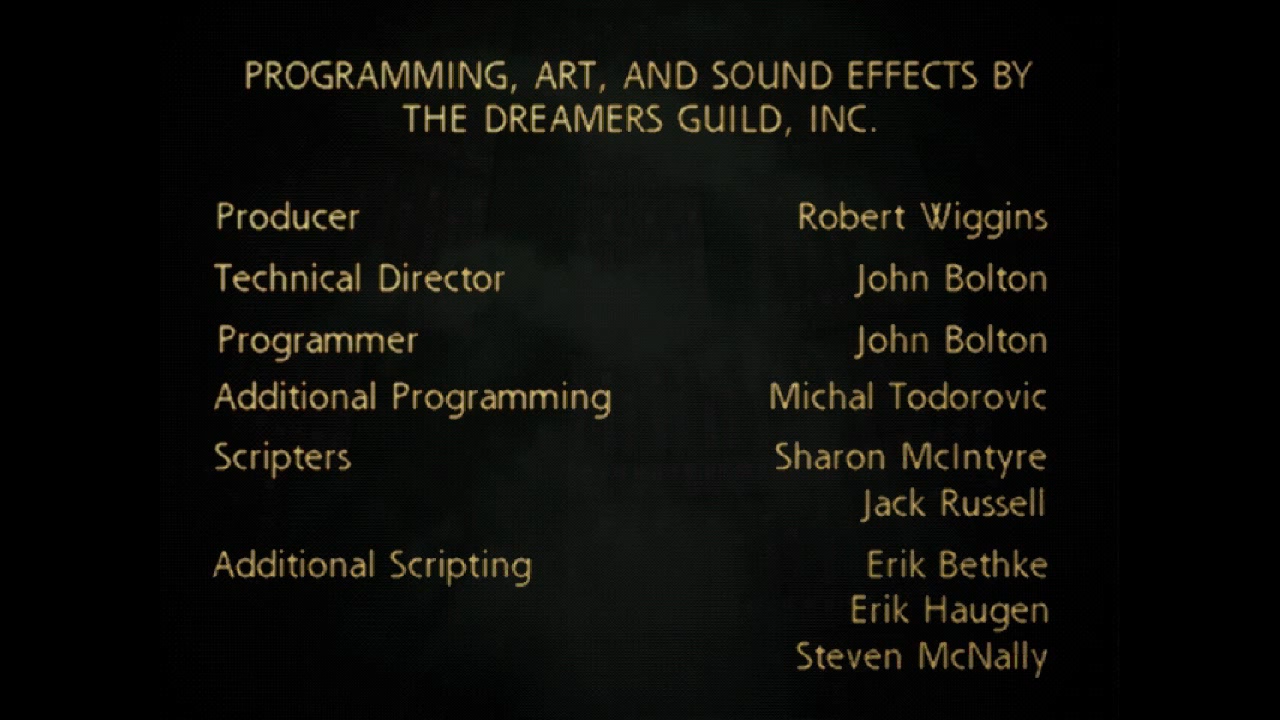 PROGRAMMING, ART, AND SOUND EFFECTS BY
THE DREAMERS GUILD, INC.
Producer Robert Wiggins
Technical Director John Bolton
Programmer John Bolton
Additional Programming Michal Todorovic
Scripters Sharon McIntyre
Jack Russell
Additional Scripting Erik Bethke
Erik Haugen
Steven McNally